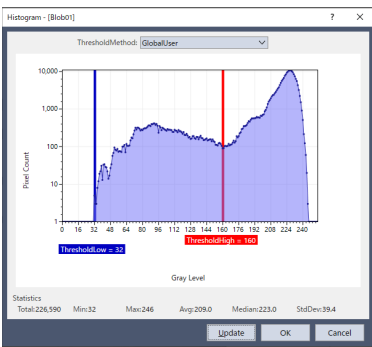 Histogram - [Blob01] ? ×
ThresholdMethod: GlobalUser
10,000
1,000
100
10
1
Pixel Count
0 16 32 48 64 80 96 112 128 144 160 176 192 208 224 240
ThresholdLow = 32
ThresholdHigh = 160
Gray Level
Statistics
Total:226,590 Min:32 Max:246 Avg:209.0 Median:223.0 StdDev:39.4
Update OK Cancel